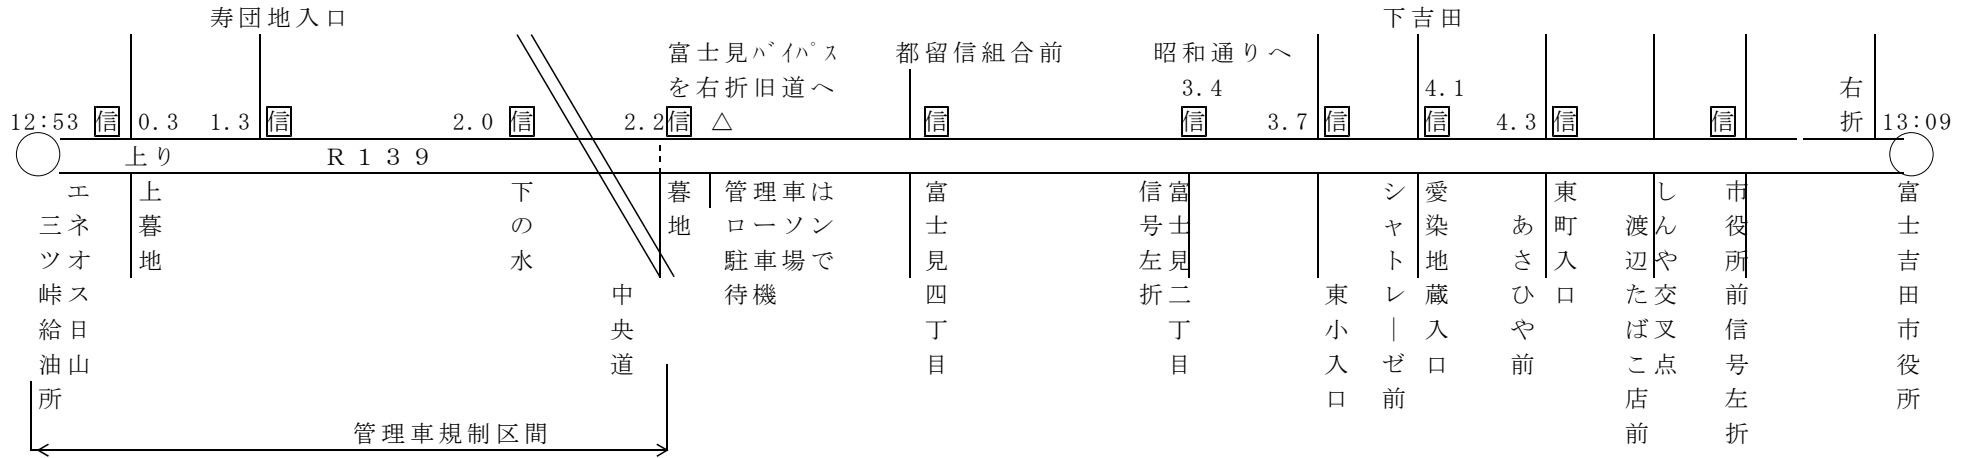 寿団地入口
下吉田
富士見ﾊﾞｲﾊﾟｽ
を右折旧道へ
都留信組合前
昭和通りへ
3.4
4.1
右折
12:53 信 0.3 1.3 信 2.0 信 2.2 信 △ 信 信 3.7 信 信 4.3 信 信 13:09
上り R139
エネオス日山
三ツ峠給油所
上暮地
下の水
中央道
暮地
管理車は
ローソン
駐車場で
待機
富士見四丁目
富士見二丁目
信号左折
東小入口
シャトレーゼ前
愛染地蔵入口
あさひや前
東町入口
渡辺たばこ店前
しんや交叉点
市役所前信号左折
富士吉田市役所
管理車規制区間